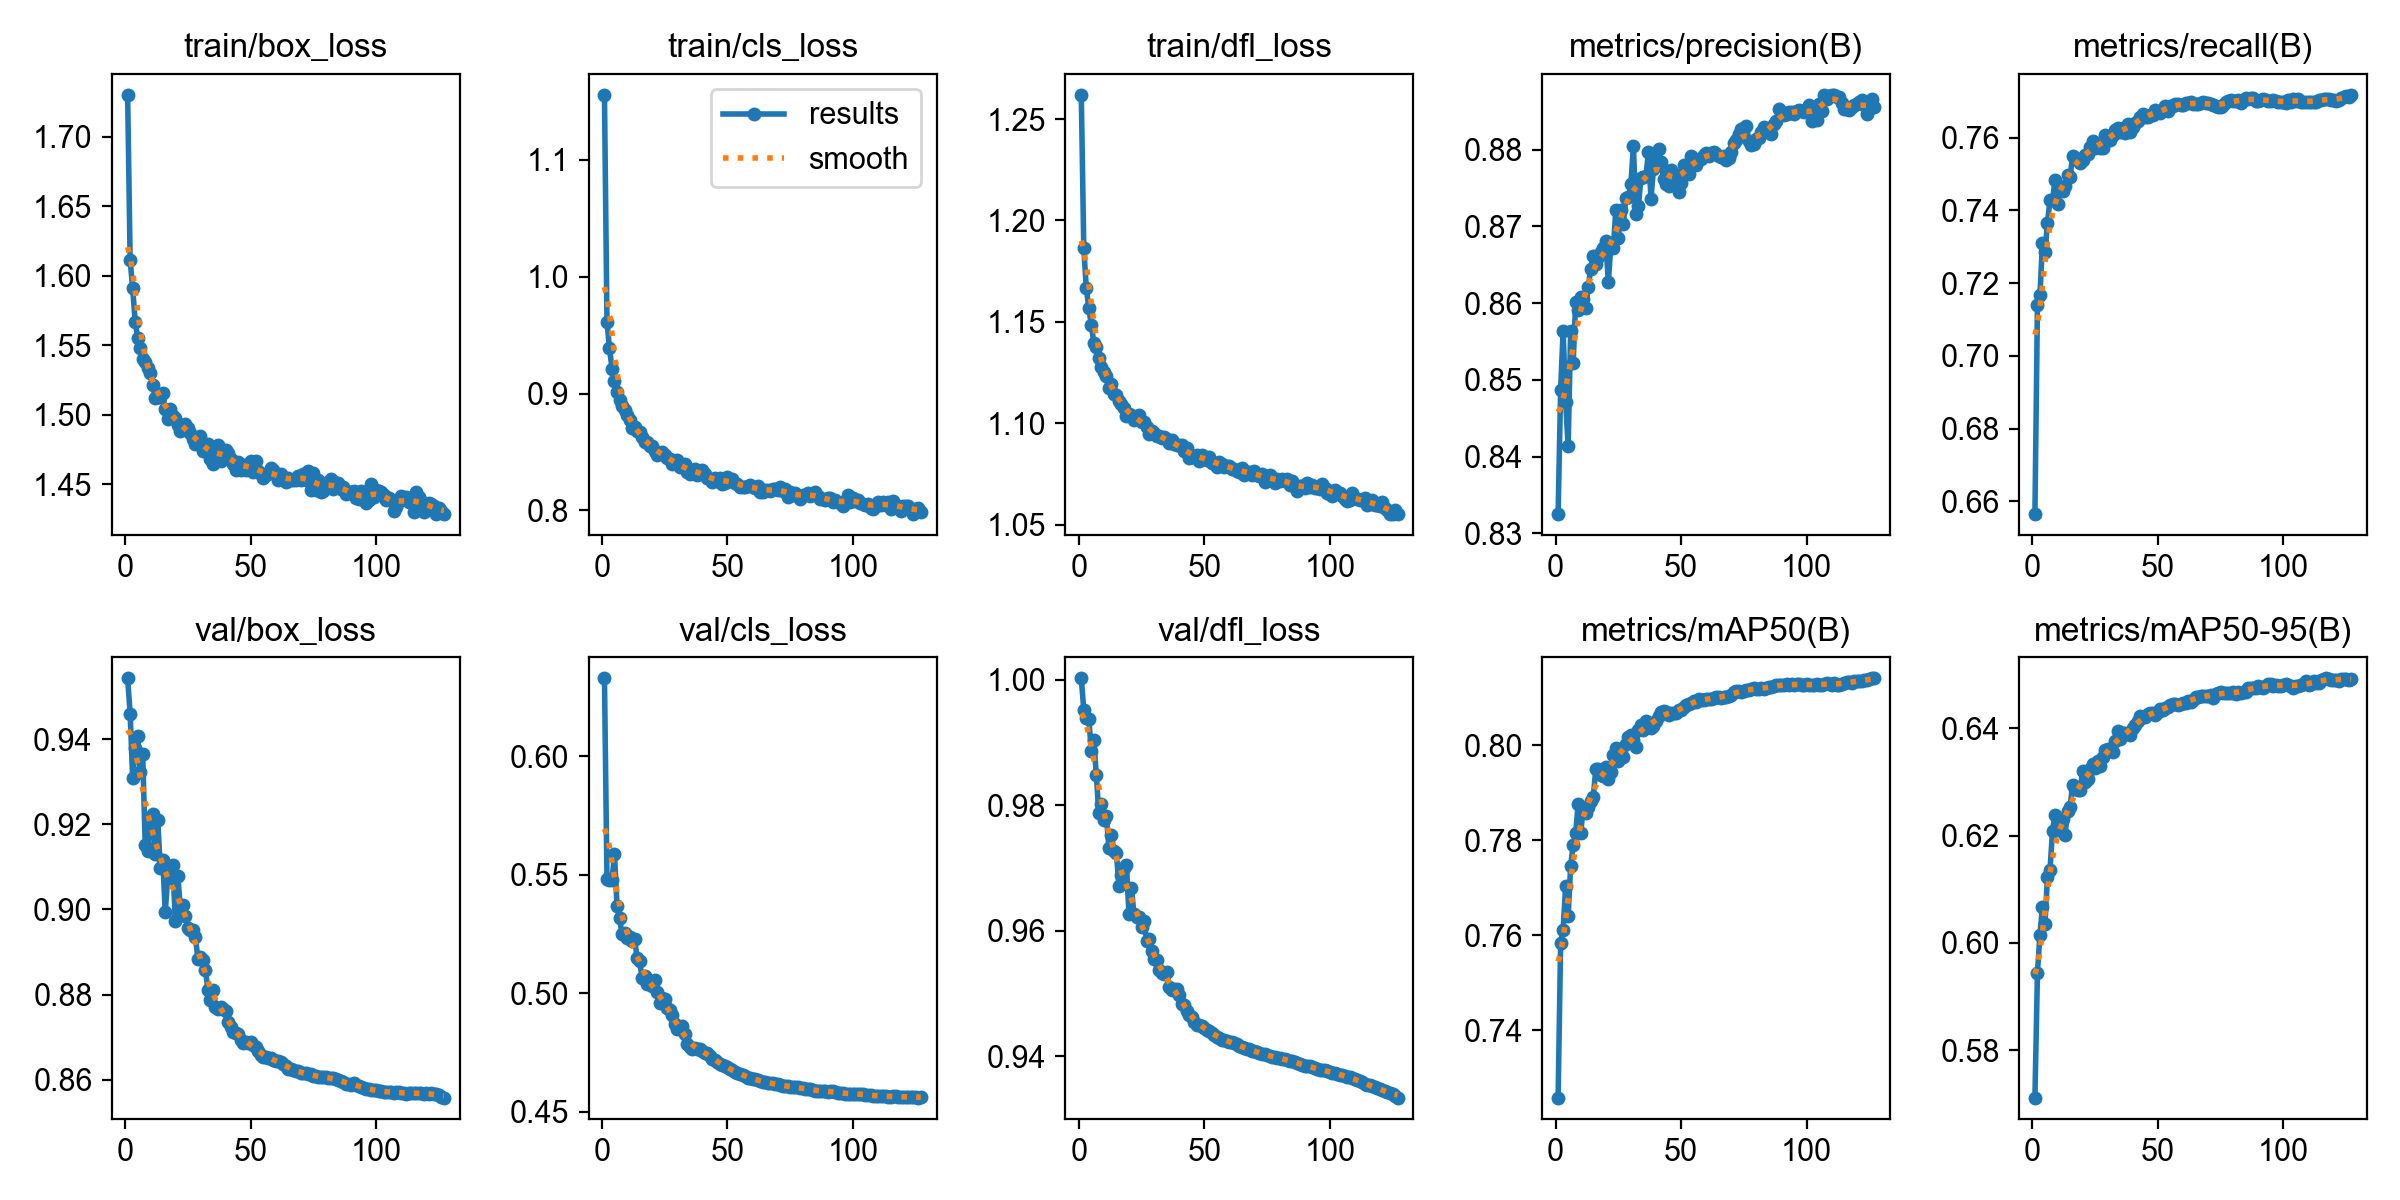 train/box_loss
1.70
1.65
1.60
1.55
1.50
1.45
0 50 100
train/cls_loss
results
smooth
1.1
1.0
0.9
0.8
0 50 100
train/dfl_loss
1.25
1.20
1.15
1.10
1.05
0 50 100
metrics/precision(B)
0.88
0.87
0.86
0.85
0.84
0.83
0 50 100
metrics/recall(B)
0.76
0.74
0.72
0.70
0.68
0.66
0 50 100
val/box_loss
0.94
0.92
0.90
0.88
0.86
0 50 100
val/cls_loss
0.60
0.55
0.50
0.45
0 50 100
val/dfl_loss
1.00
0.98
0.96
0.94
0 50 100
metrics/mAP50(B)
0.80
0.78
0.76
0.74
0 50 100
metrics/mAP50-95(B)
0.64
0.62
0.60
0.58
0 50 100